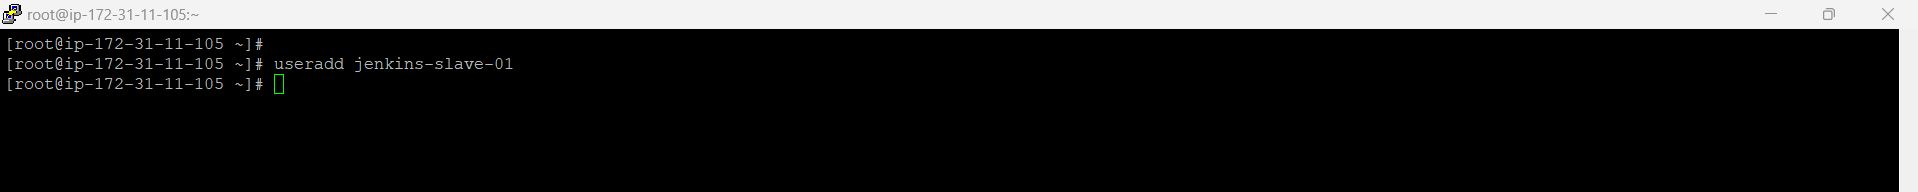 root@ip-172-31-11-105:~
[root@ip-172-31-11-105 ~]#
[root@ip-172-31-11-105 ~]# useradd jenkins-slave-01
[root@ip-172-31-11-105 ~]#